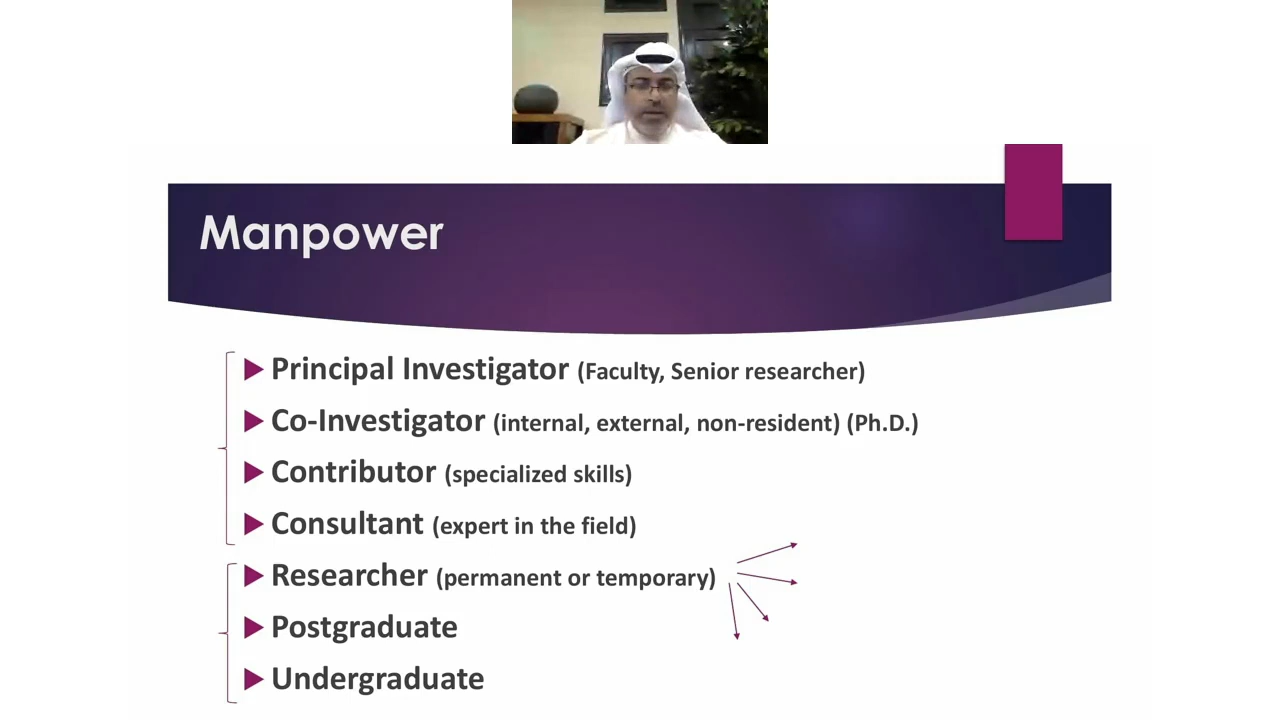 Manpower
Principal Investigator (Faculty, Senior researcher)
Co-Investigator (internal, external, non-resident) (Ph.D.)
Contributor (specialized skills)
Consultant (expert in the field)
Researcher (permanent or temporary)
Postgraduate
Undergraduate